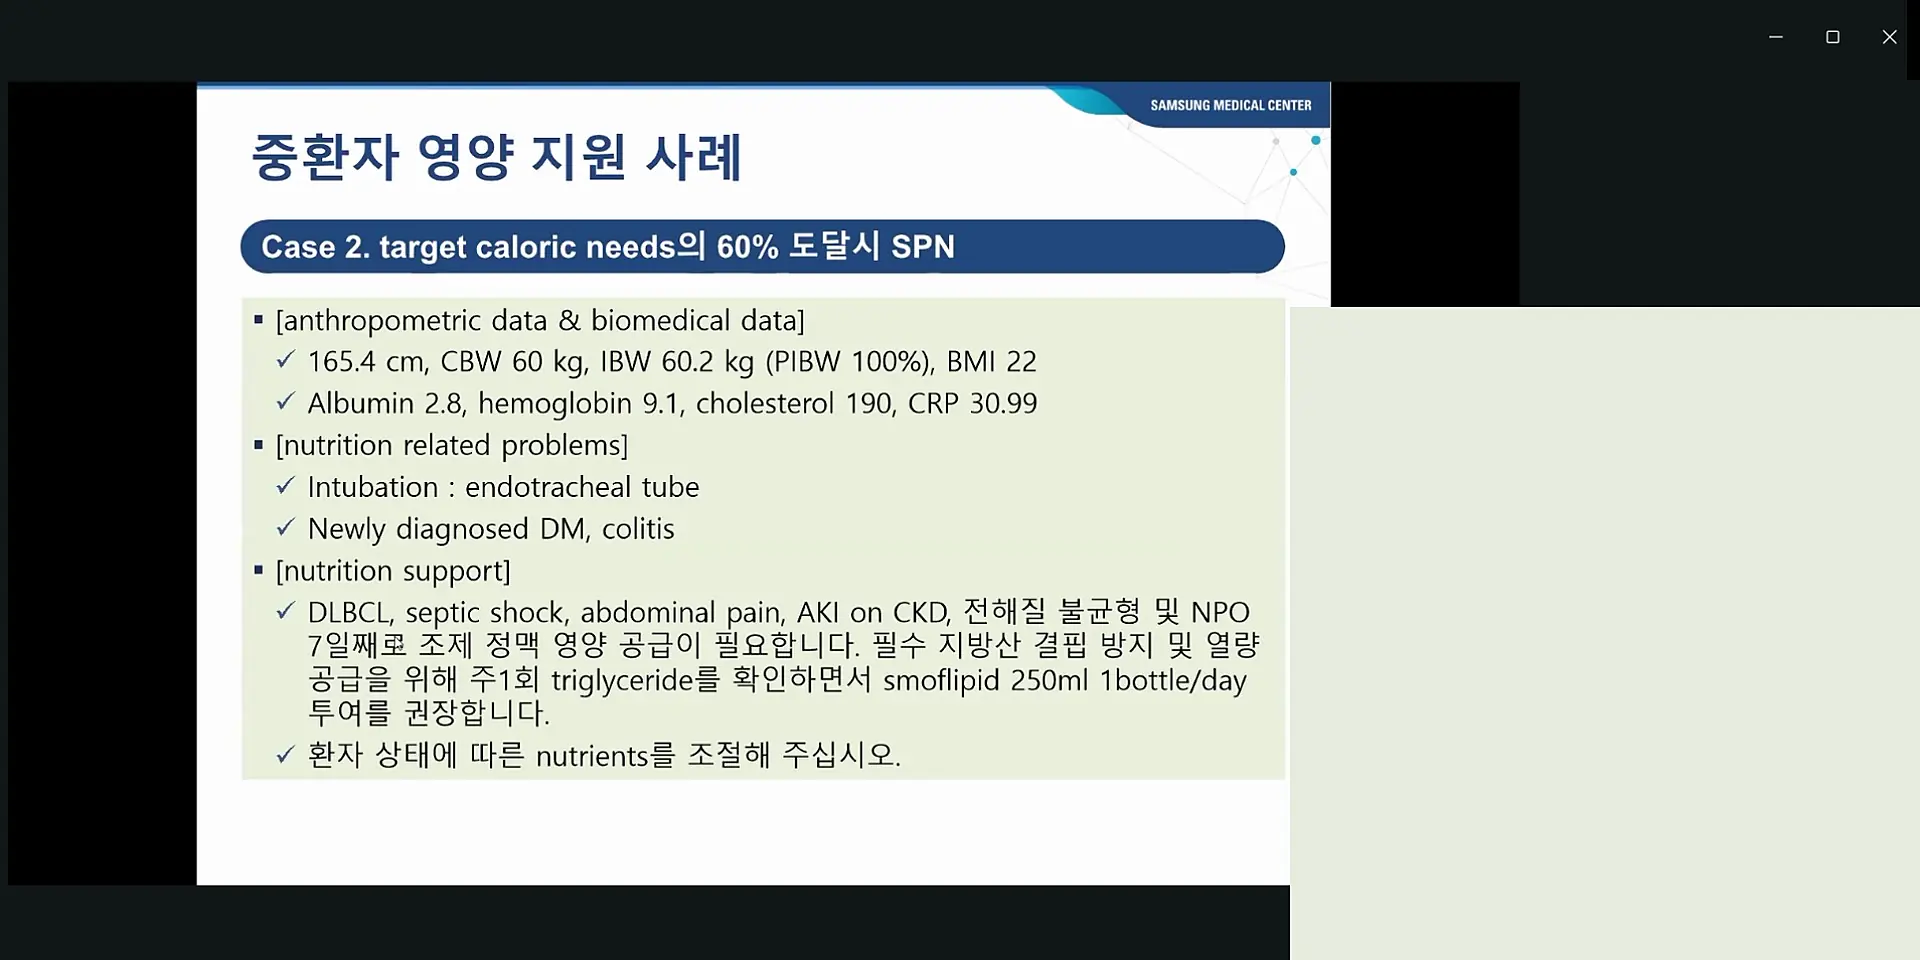 SAMSUNG MEDICAL CENTER
중환자 영양 지원 사례
Case 2. target caloric needs의 60% 도달시 SPN
[anthropometric data & biomedical data]
165.4 cm, CBW 60 kg, IBW 60.2 kg (PIBW 100%), BMI 22
Albumin 2.8, hemoglobin 9.1, cholesterol 190, CRP 30.99
[nutrition related problems]
Intubation : endotracheal tube
Newly diagnosed DM, colitis
[nutrition support]
DLBCL, septic shock, abdominal pain, AKI on CKD, 전해질 불균형 및 NPO
7일째로 조제 정맥 영양 공급이 필요합니다. 필수 지방산 결핍 방지 및 열량
공급을 위해 주1회 triglyceride를 확인하면서 smoflipid 250ml 1bottle/day
투여를 권장합니다.
환자 상태에 따른 nutrients를 조절해 주십시오.